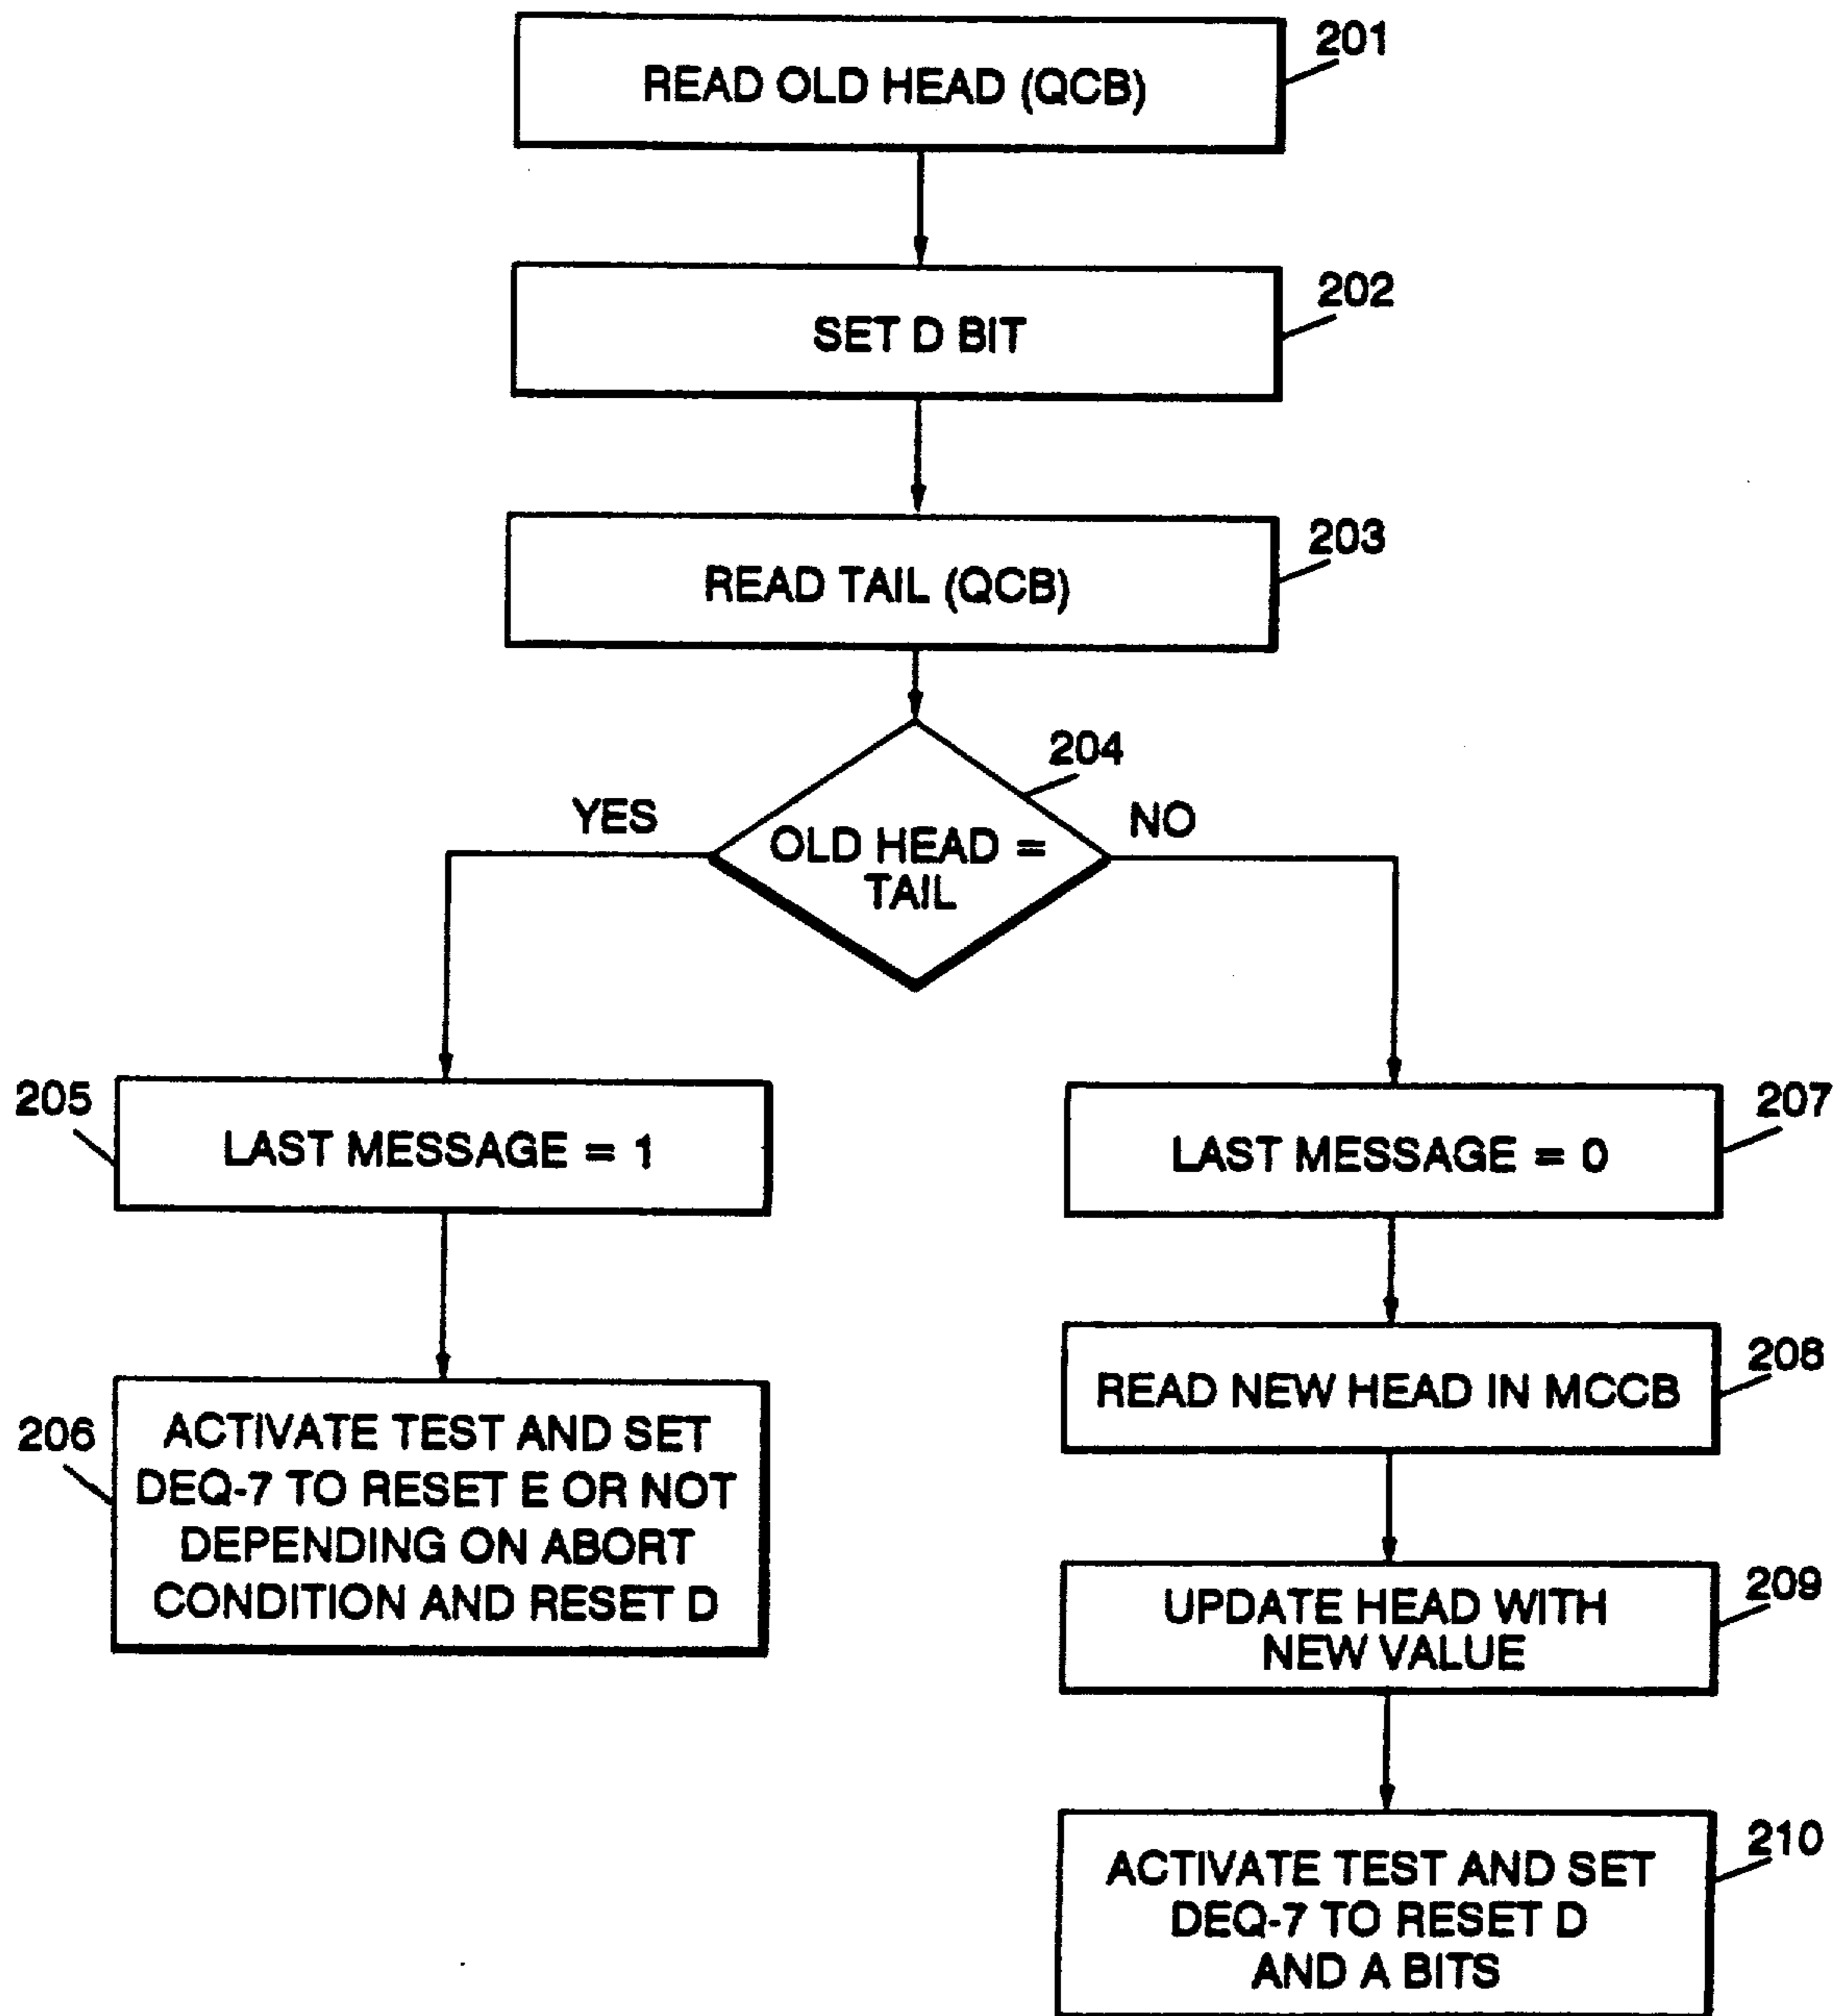 201
READ OLD HEAD (QCB)
202
SET D BIT
203
READ TAIL (QCB)
204
YES
NO
OLD HEAD =
TAIL
205
LAST MESSAGE = 1
206
ACTIVATE TEST AND SET
DEQ-7 TO RESET E OR NOT
DEPENDING ON ABORT
CONDITION AND RESET D
207
LAST MESSAGE = 0
208
READ NEW HEAD IN MCCB
209
UPDATE HEAD WITH
NEW VALUE
210
ACTIVATE TEST AND SET
DEQ-7 TO RESET D
AND A BITS